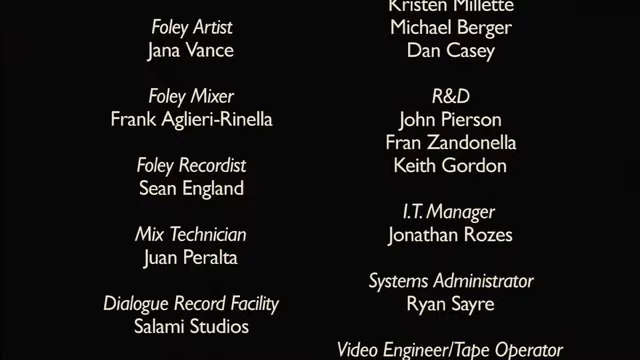 Foley Artist
Jana Vance
Foley Mixer
Frank Aglieri-Rinella
Foley Recordist
Sean England
Mix Technician
Juan Peralta
Dialogue Record Facility
Salami Studios
Kristen Millette
Michael Berger
Dan Casey
R&D
John Pierson
Fran Zandonella
Keith Gordon
I.T. Manager
Jonathan Rozes
Systems Administrator
Ryan Sayre
Video Engineer/Tape Operator